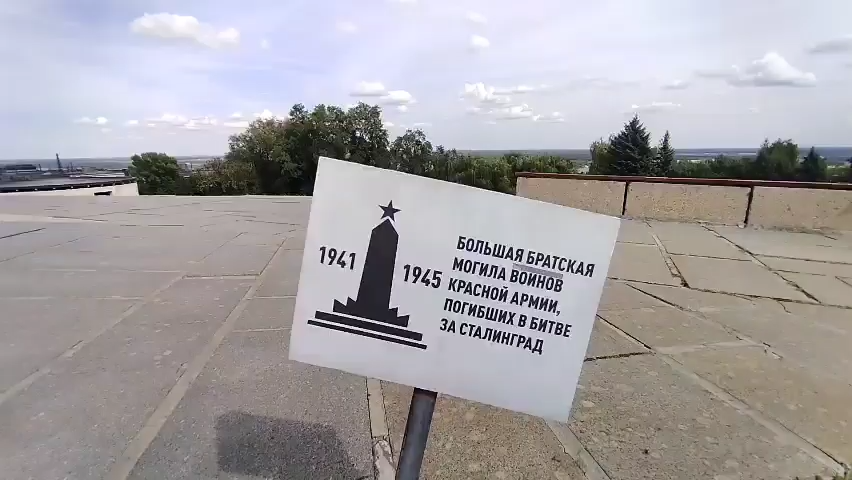 1941
1945
БОЛЬШАЯ БРАТСКАЯ
МОГИЛА ВОИНОВ
КРАСНОЙ АРМИИ,
ПОГИБШИХ В БИТВЕ
ЗА СТАЛИНГРАД